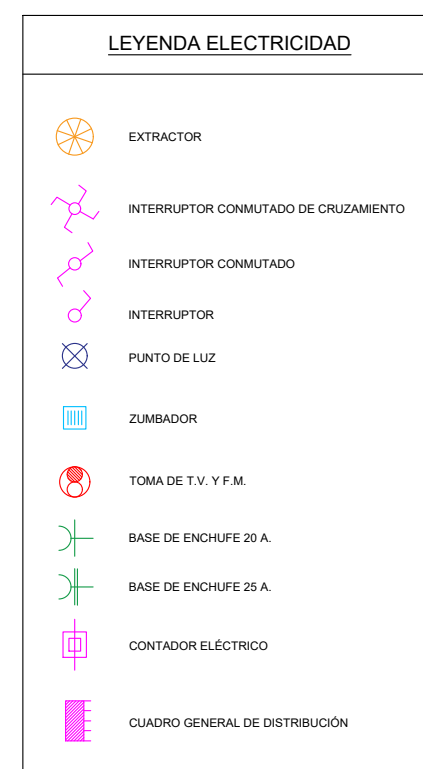 LEYENDA ELECTRICIDAD
EXTRACTOR
INTERRUPTOR CONMUTADO DE CRUZAMIENTO
INTERRUPTOR CONMUTADO
INTERRUPTOR
PUNTO DE LUZ
ZUMBADOR
TOMA DE T.V. Y F.M.
BASE DE ENCHUFE 20 A.
BASE DE ENCHUFE 25 A.
CONTADOR ELÉCTRICO
CUADRO GENERAL DE DISTRIBUCIÓN